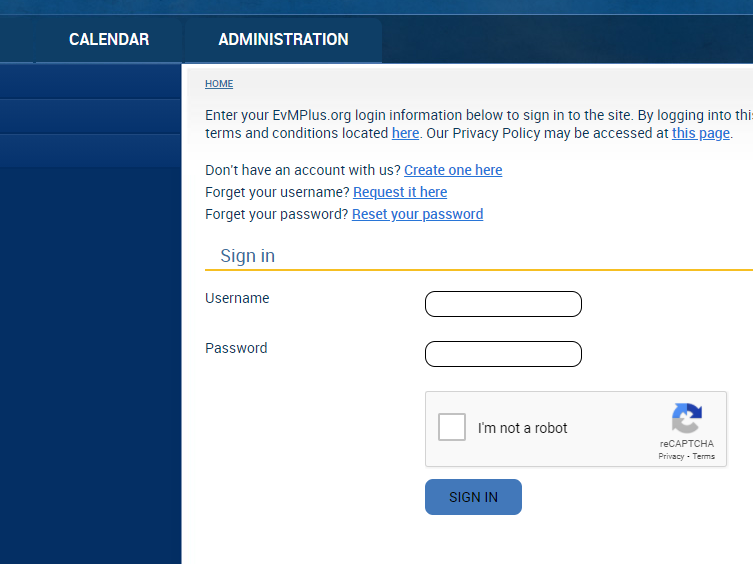 CALENDAR ADMINISTRATION
HOME
Enter your EvMPlus.org login information below to sign in to the site. By logging into
terms and conditions located here. Our Privacy Policy may be accessed at this page.
Don't have an account with us? Create one here
Forget your username? Request it here
Forget your password? Reset your password
Sign in
Username
Password
I'm not a robot
reCAPTCHA
Privacy - Terms
SIGN IN